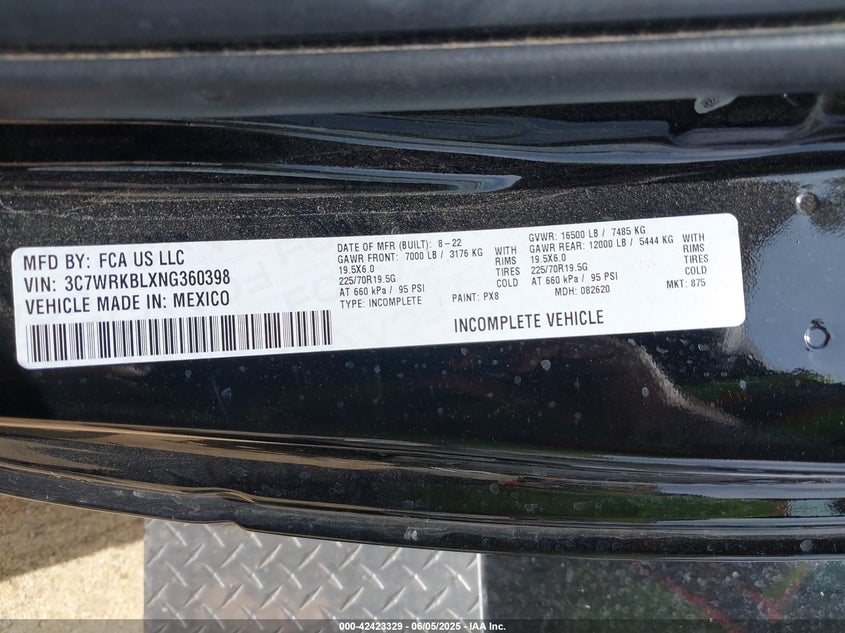 MFD BY: FCA US LLC
VIN: 3C7WRKBLXNG360398
VEHICLE MADE IN: MEXICO
DATE OF MFR (BUILT): 8-22
GAWR FRONT: 7000 LB / 3176 KG WITH
19.5X6.0 RIMS
225/70R19.5G TIRES
AT 660 kPa / 95 PSI COLD
TYPE: INCOMPLETE PAINT: PX8
GVWR: 16500 LB / 7485 KG
GAWR REAR: 12000 LB / 5444 KG WITH
19.5X6.0 RIMS
225/70R19.5G TIRES
AT 660 kPa / 95 PSI COLD
MDH: 082620 MKT: 875
INCOMPLETE VEHICLE
000-42423329 - 06/05/2025 - © IAA, Inc.